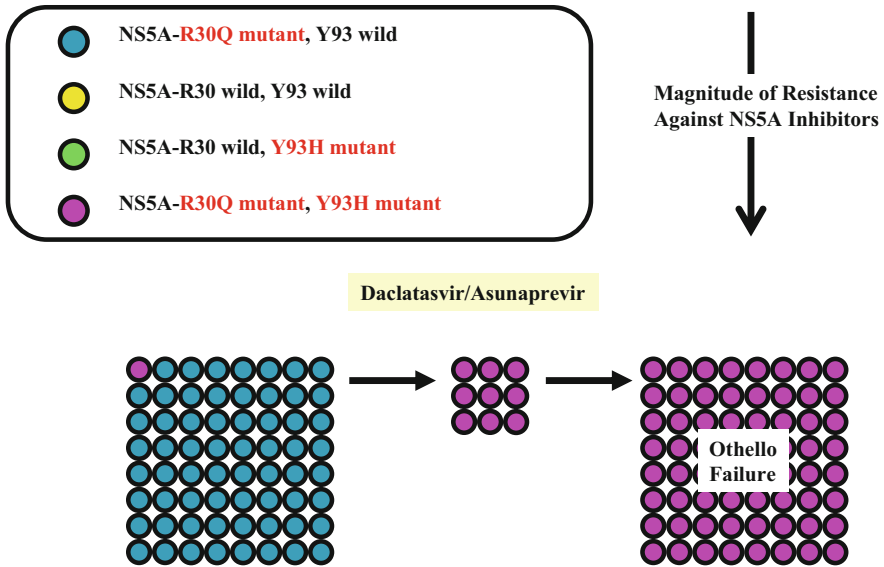 NS5A-R30Q mutant, Y93 wild
NS5A-R30 wild, Y93 wild
NS5A-R30 wild, Y93H mutant
NS5A-R30Q mutant, Y93H mutant
Magnitude of Resistance
Against NS5A Inhibitors
Daclatasvir/Asunaprevir
Othello
Failure